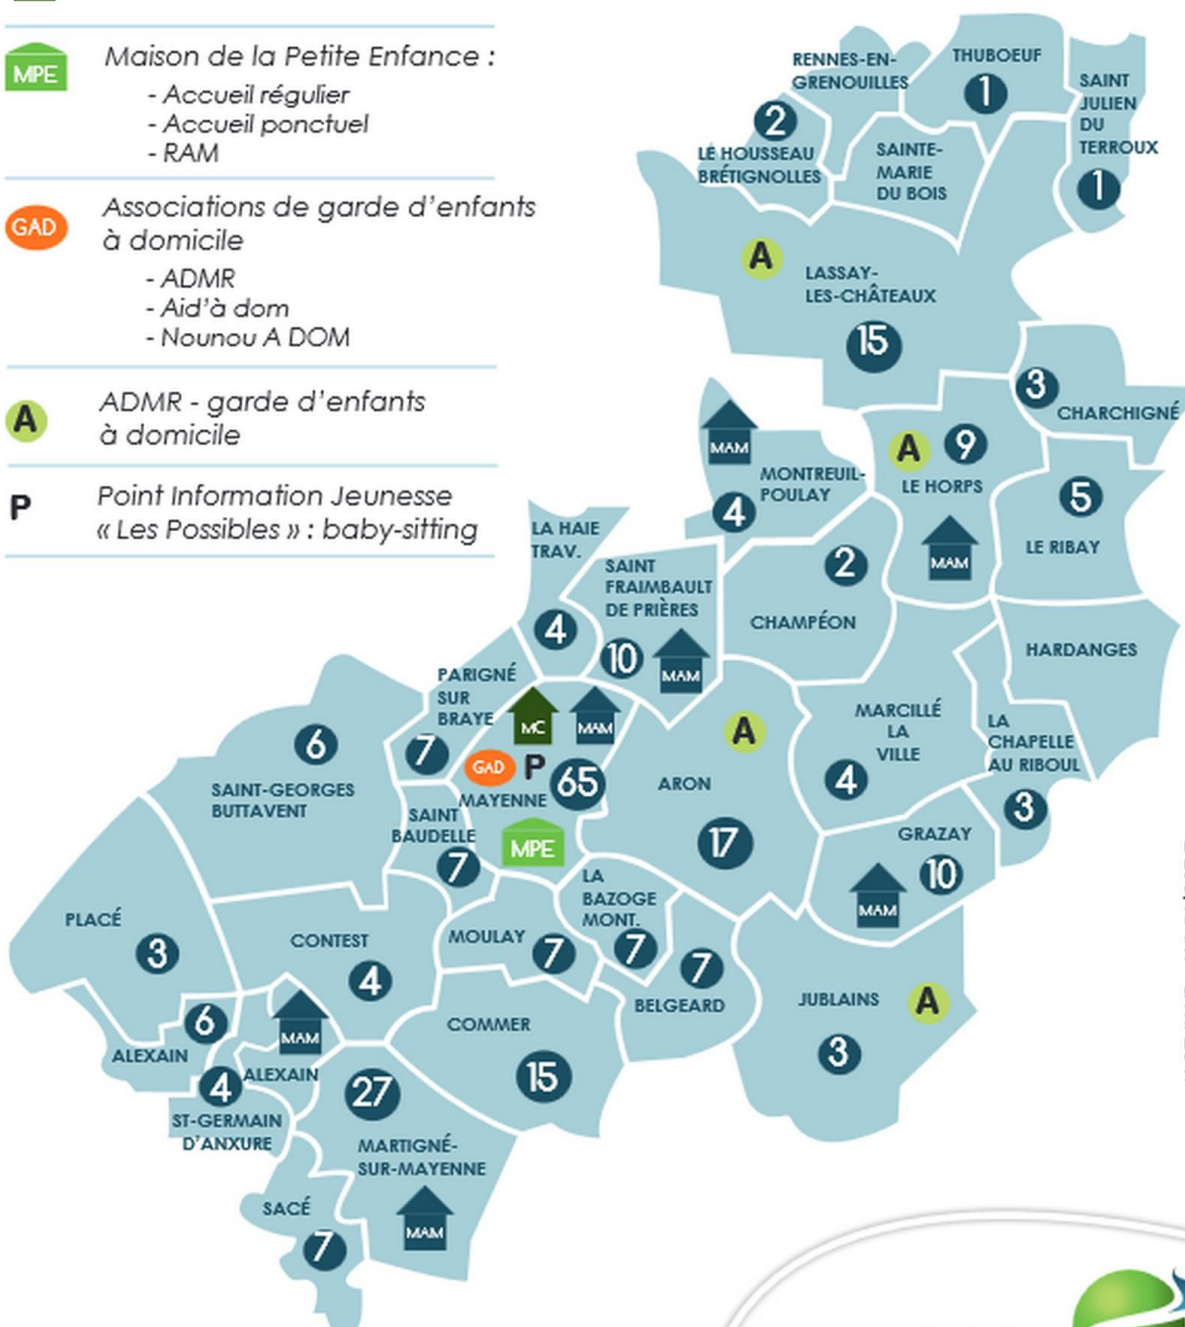 MPE
Maison de la Petite Enfance :
- Accueil régulier
- Accueil ponctuel
- RAM
GAD
Associations de garde d'enfants
à domicile
- ADMR
- Aid'à dom
- Nounou A DOM
A
ADMR - garde d'enfants
à domicile
P
Point Information Jeunesse
« Les Possibles » : baby-sitting
RENNES-EN-
GRENOUILLES
THUBOEUF
1
SAINT
JULIEN
DU
TERROUX
1
2
LE HOUSSEAU
BRÉTIGNOLLES
SAINTE-
MARIE
DU BOIS
A
LASSAY-
LES-CHÂTEAUX
15
3
CHARCHIGNÉ
MAM
MONTREUIL-
POULAY
4
A
9
LE HORPS
MAM
5
LE RIBAY
LA HAIE
TRAV.
4
SAINT
FRAIMBAULT
DE PRIÈRES
10
MAM
2
CHAMPÉON
HARDANGES
PARIGNÉ
SUR
BRAYE
7
MC
MAM
GAD
P
65
MAYENNE
MPE
A
ARON
17
MARCILLÉ
LA
VILLE
4
LA
CHAPELLE
AU RIBOUL
3
6
SAINT-GEORGES
BUTTAVENT
SAINT
BAUDELLE
7
GRAZAY
10
MAM
LA
BAZOGE
MONT.
7
PLACÉ
3
CONTEST
4
MOULAY
7
7
BELGEARD
JUBLAINS
A
3
6
ALEXAIN
MAM
ALEXAIN
4
ST-GERMAIN
D'ANXURE
COMMER
15
27
MARTIGNÉ-
SUR-MAYENNE
MAM
SACÉ
7